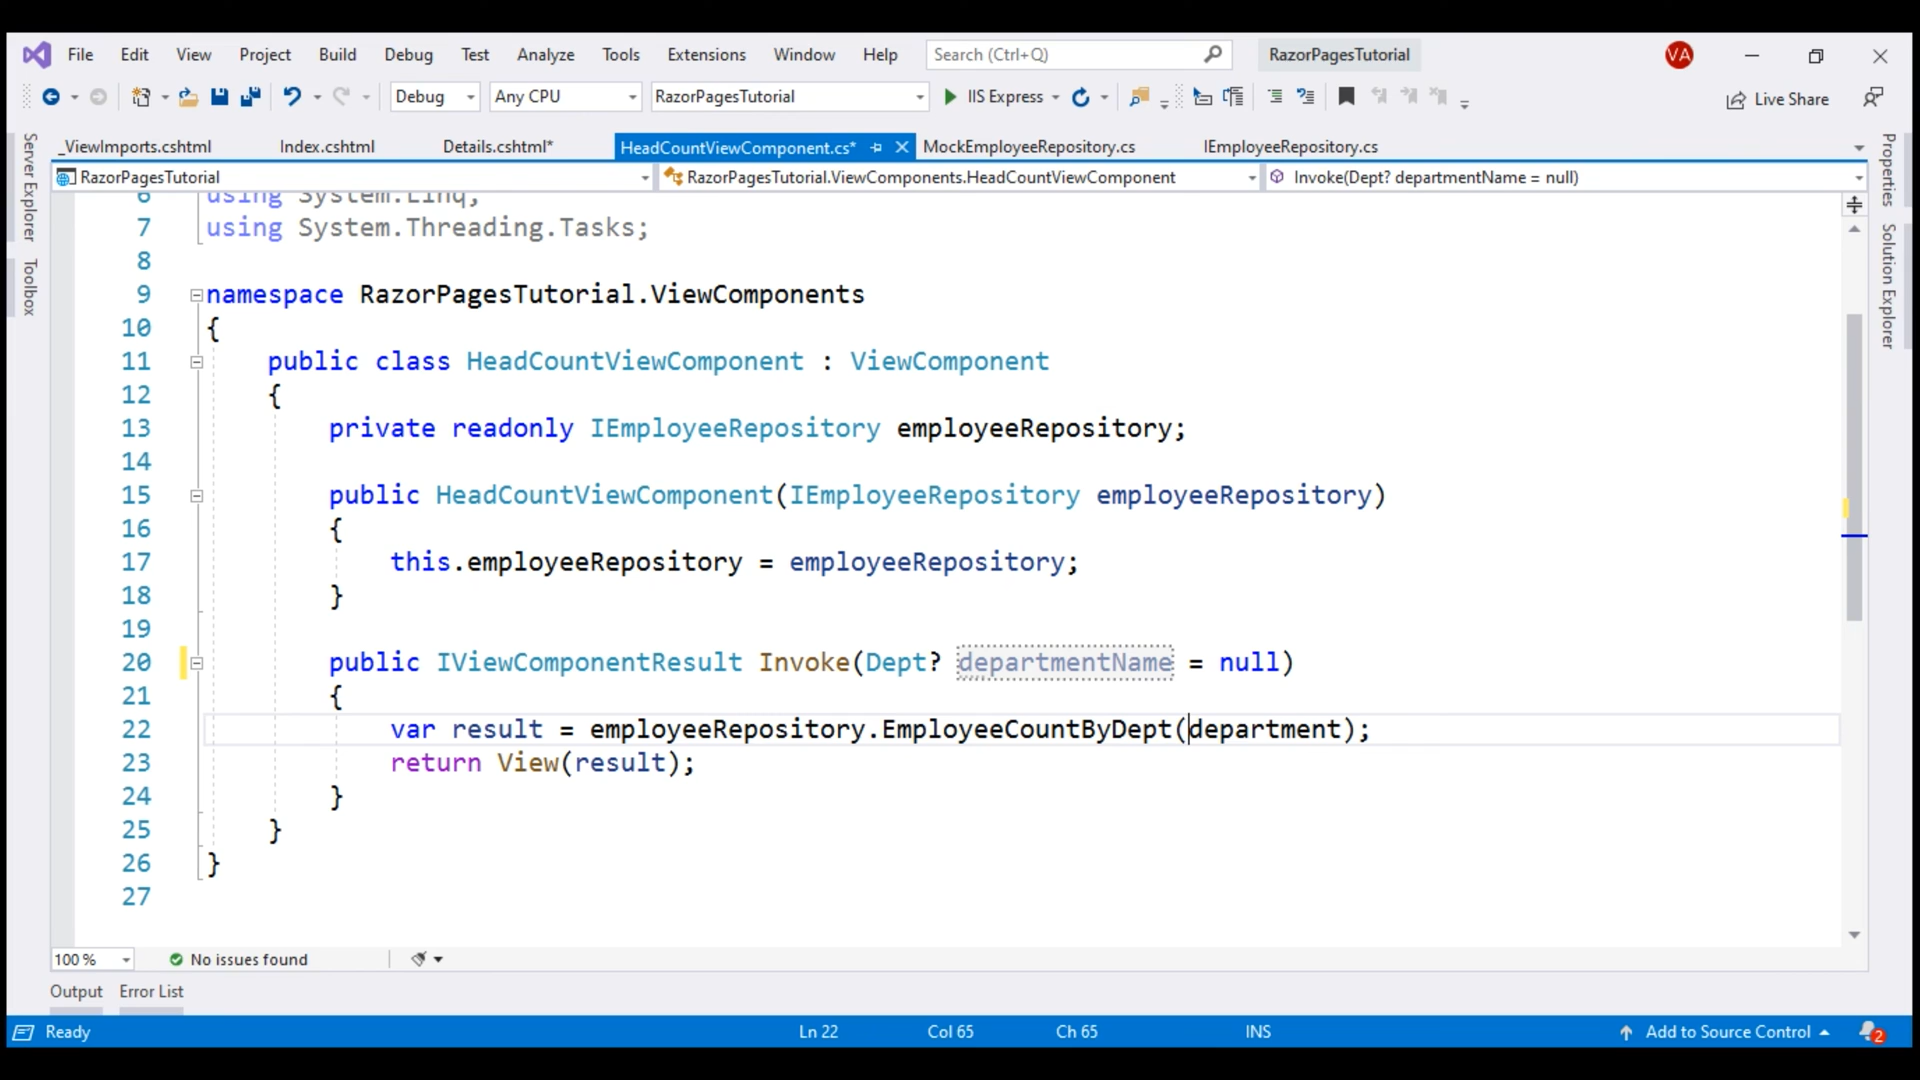 File Edit View Project Build Debug Test Analyze Tools Extensions Window Help Search (Ctrl+Q) RazorPagesTutorial VA
Debug Any CPU RazorPagesTutorial IIS Express Live Share
_ViewImports.cshtml Index.cshtml Details.cshtml* HeadCountViewComponent.cs* MockEmployeeRepository.cs IEmployeeRepository.cs
RazorPagesTutorial RazorPagesTutorial.ViewComponents.HeadCountViewComponent Invoke(Dept? departmentName = null)
Server Explorer
Toolbox
Properties
Solution Explorer
6 using System.Linq;
7 using System.Threading.Tasks;
8
9 namespace RazorPagesTutorial.ViewComponents
10 {
11 public class HeadCountViewComponent : ViewComponent
12 {
13 private readonly IEmployeeRepository employeeRepository;
14
15 public HeadCountViewComponent(IEmployeeRepository employeeRepository)
16 {
17 this.employeeRepository = employeeRepository;
18 }
19
20 public IViewComponentResult Invoke(Dept? departmentName = null)
21 {
22 var result = employeeRepository.EmployeeCountByDept(department);
23 return View(result);
24 }
25 }
26 }
27
100 % No issues found
Output Error List
Ready Ln 22 Col 65 Ch 65 INS Add to Source Control 2